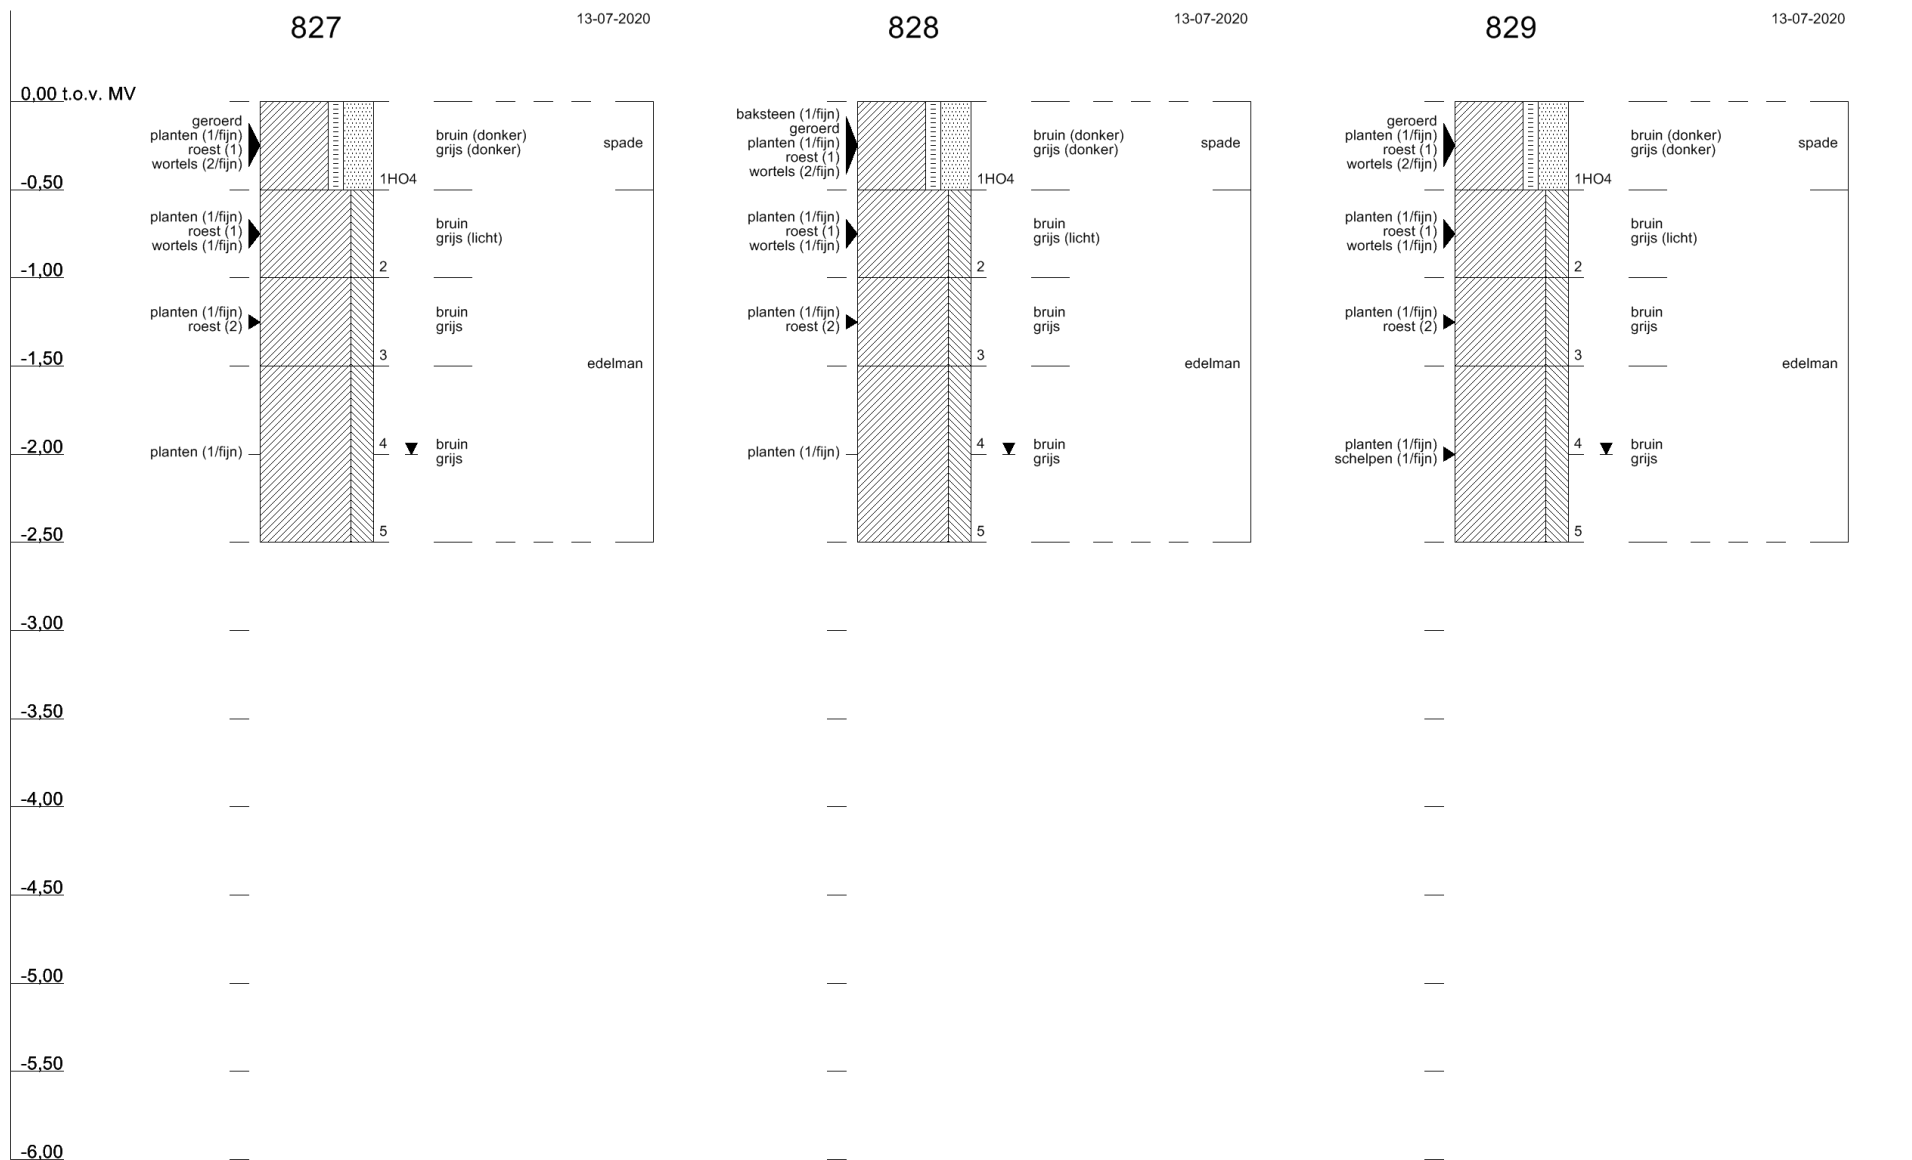 827
13-07-2020
828
13-07-2020
829
13-07-2020
0,00 t.o.v. MV
-0,50
-1,00
-1,50
-2,00
-2,50
-3,00
-3,50
-4,00
-4,50
-5,00
-5,50
-6,00
geroerd
planten (1/fijn)
roest (1)
wortels (2/fijn)
bruin (donker)
grijs (donker)
spade
1HO4
planten (1/fijn)
roest (1)
wortels (1/fijn)
bruin
grijs (licht)
2
planten (1/fijn)
roest (2)
bruin
grijs
3
edelman
planten (1/fijn)
4
bruin
grijs
5
baksteen (1/fijn)
geroerd
planten (1/fijn)
roest (1)
wortels (2/fijn)
bruin (donker)
grijs (donker)
spade
1HO4
planten (1/fijn)
roest (1)
wortels (1/fijn)
bruin
grijs (licht)
2
planten (1/fijn)
roest (2)
bruin
grijs
3
edelman
planten (1/fijn)
4
bruin
grijs
5
geroerd
planten (1/fijn)
roest (1)
wortels (2/fijn)
bruin (donker)
grijs (donker)
spade
1HO4
planten (1/fijn)
roest (1)
wortels (1/fijn)
bruin
grijs (licht)
2
planten (1/fijn)
roest (2)
bruin
grijs
3
edelman
planten (1/fijn)
schelpen (1/fijn)
4
bruin
grijs
5